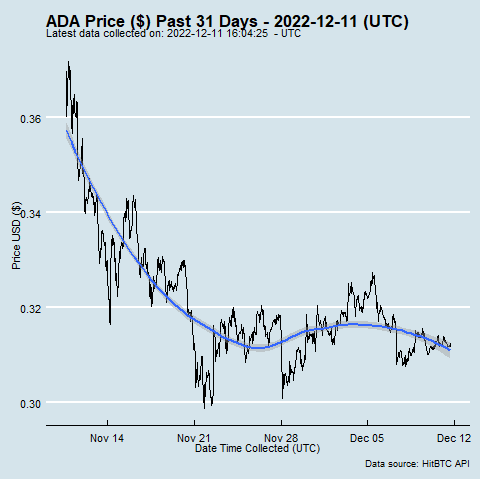 ADA Price ($) Past 31 Days - 2022-12-11 (UTC)
Latest data collected on: 2022-12-11 16:04:25 - UTC
Price USD ($)
0.36
0.34
0.32
0.30
Nov 14 Nov 21 Nov 28 Dec 05 Dec 12
Date Time Collected (UTC)
Data source: HitBTC API